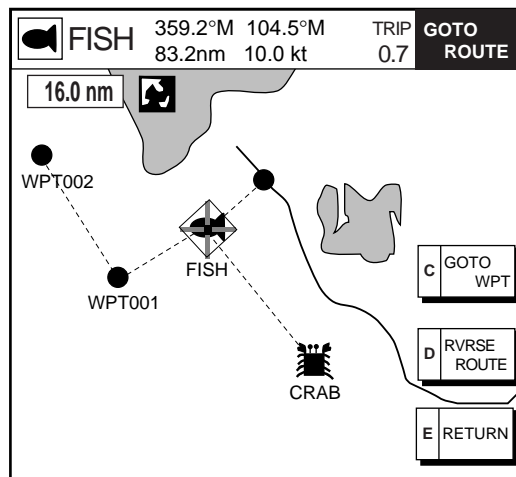 FISH 359.2°M 104.5°M TRIP GOTO
83.2nm 10.0 kt 0.7 ROUTE
16.0 nm
WPT002
FISH
WPT001
C GOTO
WPT
D RVRSE
ROUTE
CRAB
E RETURN